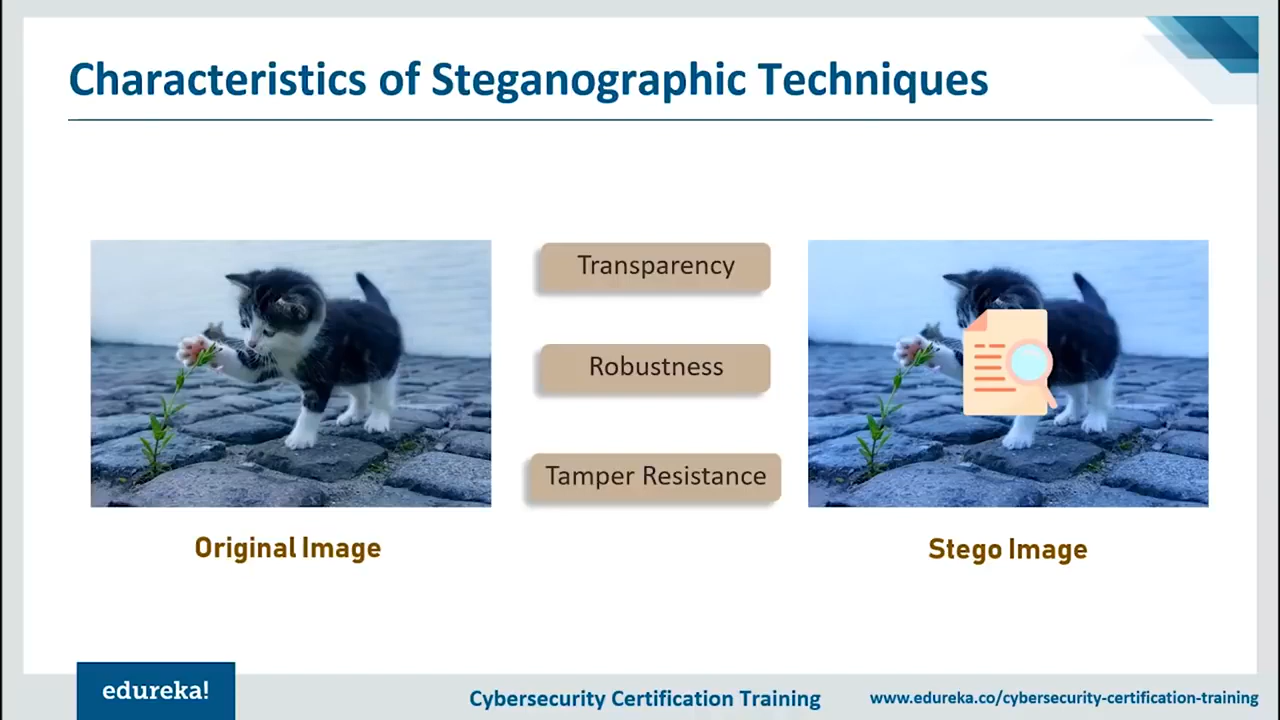 Characteristics of Steganographic Techniques
Transparency
Robustness
Tamper Resistance
Original Image
Stego Image
edureka!
Cybersecurity Certification Training
www.edureka.co/cybersecurity-certification-training